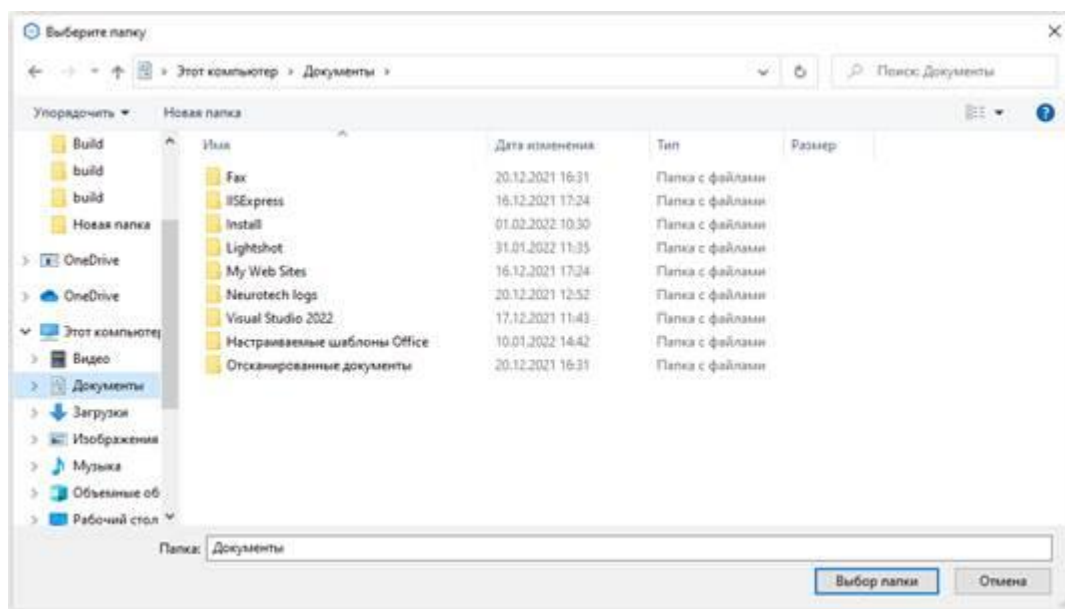 Выберите папку
Этот компьютер › Документы ›
Поиск: Документы
Упорядочить
Новая папка
Имя Дата изменения Тип Размер
Build
build
build
Новая папка
OneDrive
OneDrive
Этот компьютер
Видео
Документы
Загрузки
Изображения
Музыка
Объемные об
Рабочий стол
Fax 20.12.2021 16:31 Папка с файлами
IISExpress 16.12.2021 17:24 Папка с файлами
Install 01.02.2022 10:30 Папка с файлами
Lightshot 31.01.2022 11:35 Папка с файлами
My Web Sites 16.12.2021 17:24 Папка с файлами
Neurotech logs 20.12.2021 12:52 Папка с файлами
Visual Studio 2022 17.12.2021 11:43 Папка с файлами
Настраиваемые шаблоны Office 10.01.2022 14:42 Папка с файлами
Отсканированные документы 20.12.2021 16:31 Папка с файлами
Папка: Документы
Выбор папки Отмена